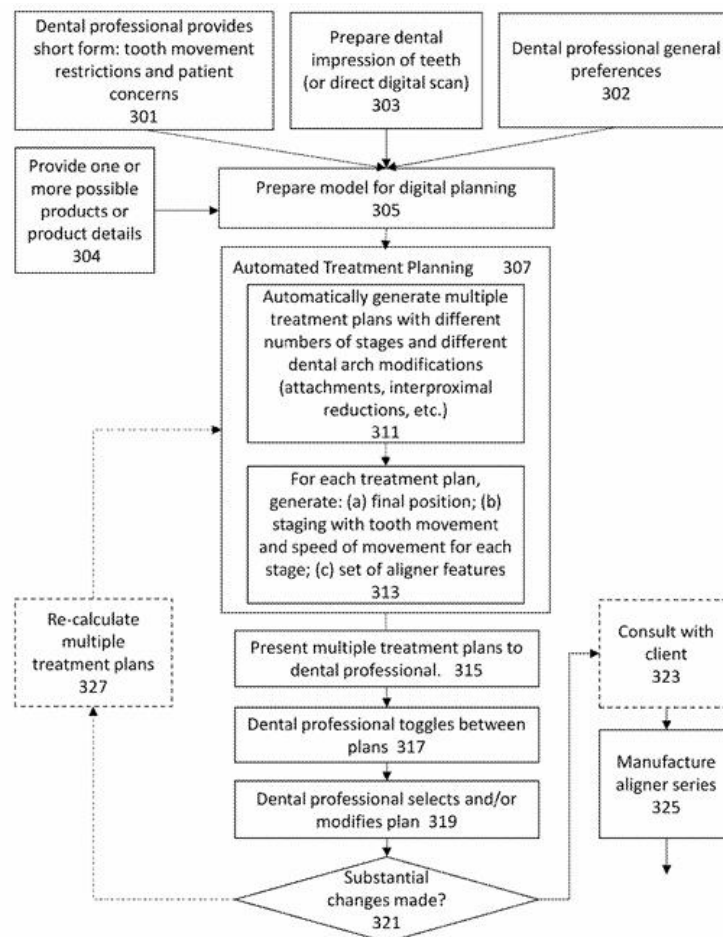 Dental professional provides
short form: tooth movement
restrictions and patient
concerns
301
Prepare dental
impression of teeth
(or direct digital scan)
303
Dental professional general
preferences
302
Provide one or
more possible
products or
product details
304
Prepare model for digital planning
305
Automated Treatment Planning 307
Automatically generate multiple
treatment plans with different
numbers of stages and different
dental arch modifications
(attachments, interproximal
reductions, etc.)
311
For each treatment plan,
generate: (a) final position; (b)
staging with tooth movement
and speed of movement for each
stage; (c) set of aligner features
313
Re-calculate
multiple
treatment plans
327
Present multiple treatment plans to
dental professional. 315
Consult with
client
323
Dental professional toggles between
plans 317
Manufacture
aligner series
325
Dental professional selects and/or
modifies plan 319
Substantial
changes made?
321